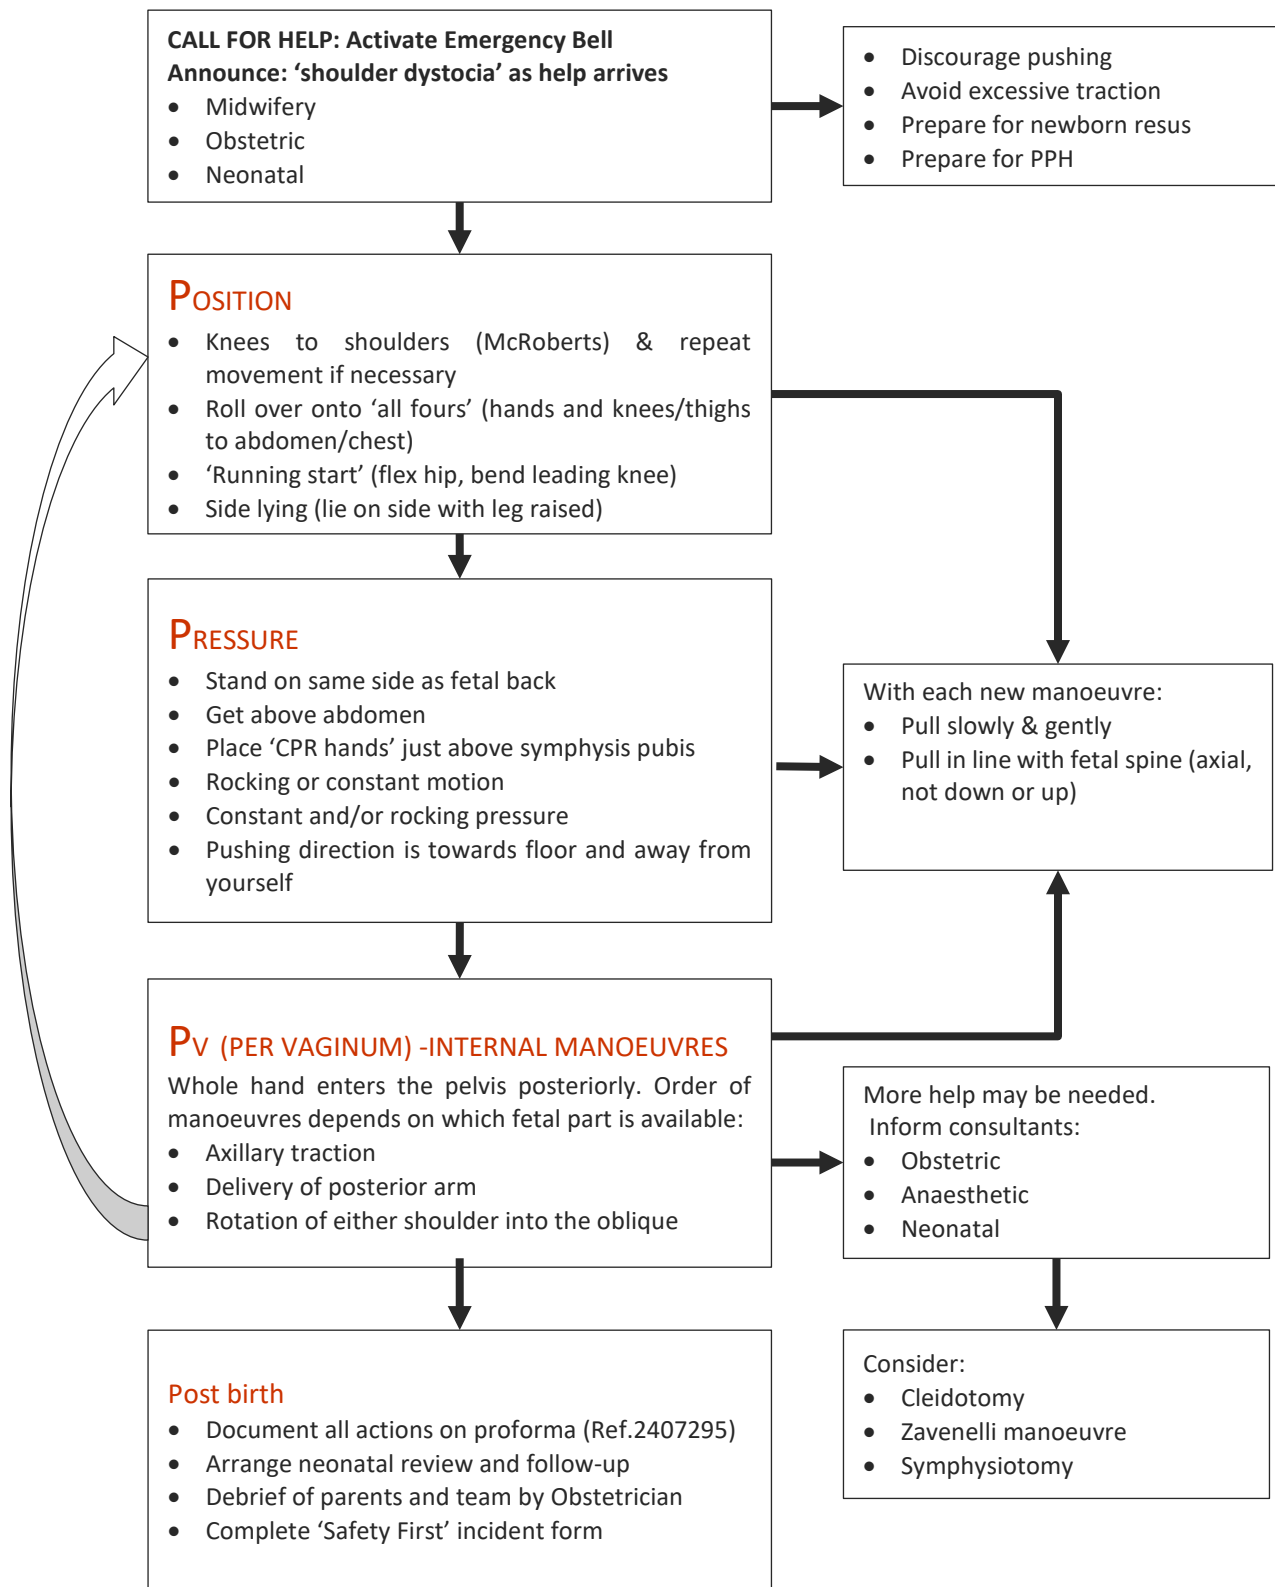 CALL FOR HELP: Activate Emergency Bell
Announce: ‘shoulder dystocia’ as help arrives
• Midwifery
• Obstetric
• Neonatal
• Discourage pushing
• Avoid excessive traction
• Prepare for newborn resus
• Prepare for PPH
POSITION
• Knees to shoulders (McRoberts) & repeat
movement if necessary
• Roll over onto ‘all fours’ (hands and knees/thighs
to abdomen/chest)
• ‘Running start’ (flex hip, bend leading knee)
• Side lying (lie on side with leg raised)
PRESSURE
• Stand on same side as fetal back
• Get above abdomen
• Place ‘CPR hands’ just above symphysis pubis
• Rocking or constant motion
• Constant and/or rocking pressure
• Pushing direction is towards floor and away from
yourself
With each new manoeuvre:
• Pull slowly & gently
• Pull in line with fetal spine (axial,
not down or up)
PV (PER VAGINUM) -INTERNAL MANOEUVRES
Whole hand enters the pelvis posteriorly. Order of
manoeuvres depends on which fetal part is available:
• Axillary traction
• Delivery of posterior arm
• Rotation of either shoulder into the oblique
More help may be needed.
Inform consultants:
• Obstetric
• Anaesthetic
• Neonatal
Post birth
• Document all actions on proforma (Ref.2407295)
• Arrange neonatal review and follow-up
• Debrief of parents and team by Obstetrician
• Complete ‘Safety First’ incident form
Consider:
• Cleidotomy
• Zavenelli manoeuvre
• Symphysiotomy